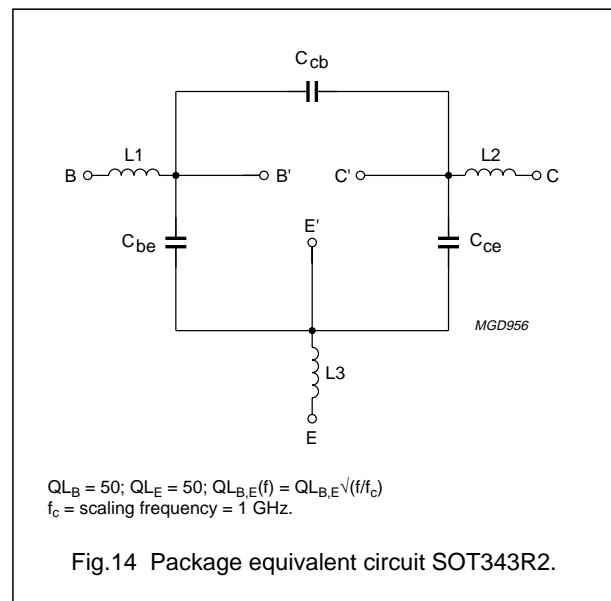 C_cb
L1
L2
B
B'
C'
C
E'
C_be
C_ce
MGD956
L3
E
QL_B = 50; QL_E = 50; QL_B,E(f) = QL_B,E√(f/f_c)
f_c = scaling frequency = 1 GHz.
Fig.14 Package equivalent circuit SOT343R2.